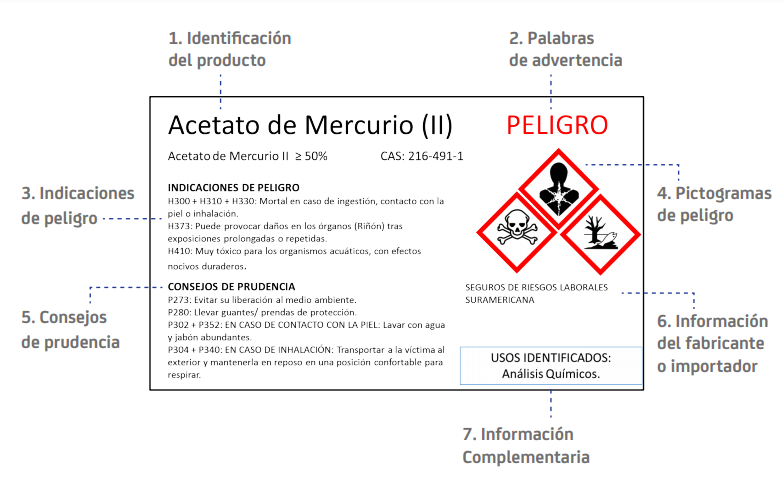 1. Identificación
del producto
2. Palabras
de advertencia
Acetato de Mercurio (II)
PELIGRO
Acetato de Mercurio II ≥ 50%
CAS: 216-491-1
3. Indicaciones
de peligro
INDICACIONES DE PELIGRO
H300 + H310 + H330: Mortal en caso de ingestión, contacto con la
piel o inhalación.
H373: Puede provocar daños en los órganos (Riñón) tras
exposiciones prolongadas o repetidas.
H410: Muy tóxico para los organismos acuáticos, con efectos
nocivos duraderos.
4. Pictogramas
de peligro
5. Consejos
de prudencia
CONSEJOS DE PRUDENCIA
P273: Evitar su liberación al medio ambiente.
P280: Llevar guantes/ prendas de protección.
P302 + P352: EN CASO DE CONTACTO CON LA PIEL: Lavar con agua
y jabón abundantes.
P304 + P340: EN CASO DE INHALACIÓN: Transportar a la víctima al
exterior y mantenerla en reposo en una posición confortable para
respirar.
SEGUROS DE RIESGOS LABORALES
SURAMERICANA
6. Información
del fabricante
o importador
USOS IDENTIFICADOS:
Análisis Químicos.
7. Información
Complementaria